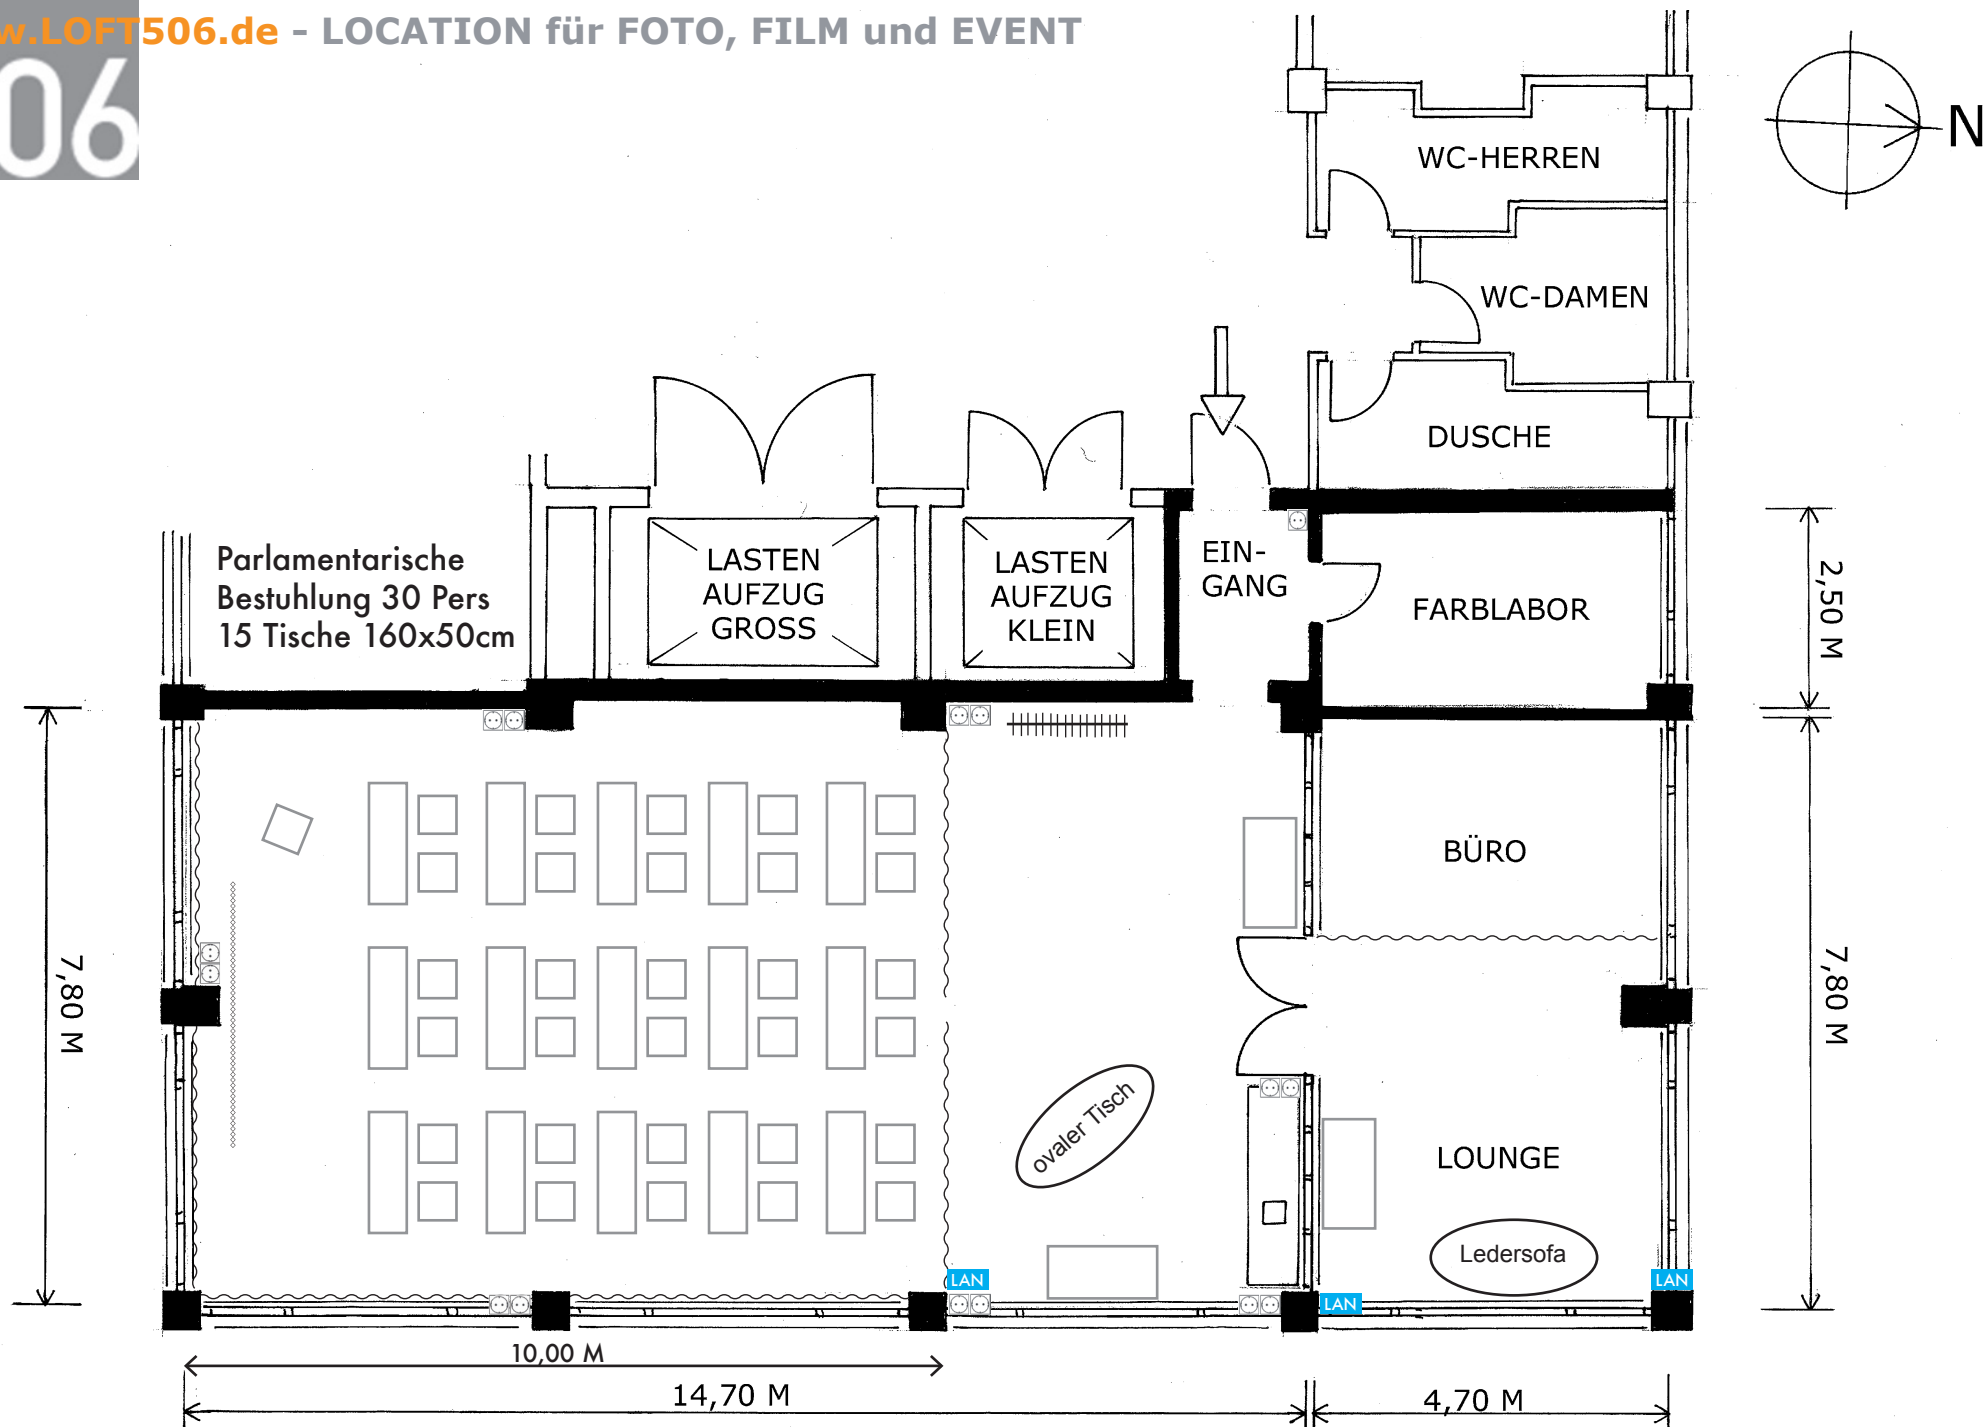 w.LOFT506.de - LOCATION für FOTO, FILM und EVENT
06
N
WC-HERREN
WC-DAMEN
DUSCHE
Parlamentarische
Bestuhlung 30 Pers
15 Tische 160x50cm
LASTEN
AUFZUG
GROSS
LASTEN
AUFZUG
KLEIN
EIN-
GANG
FARBLABOR
2,50 M
BÜRO
7,80 M
7,80 M
ovaler Tisch
LOUNGE
Ledersofa
LAN
LAN
LAN
10,00 M
14,70 M
4,70 M